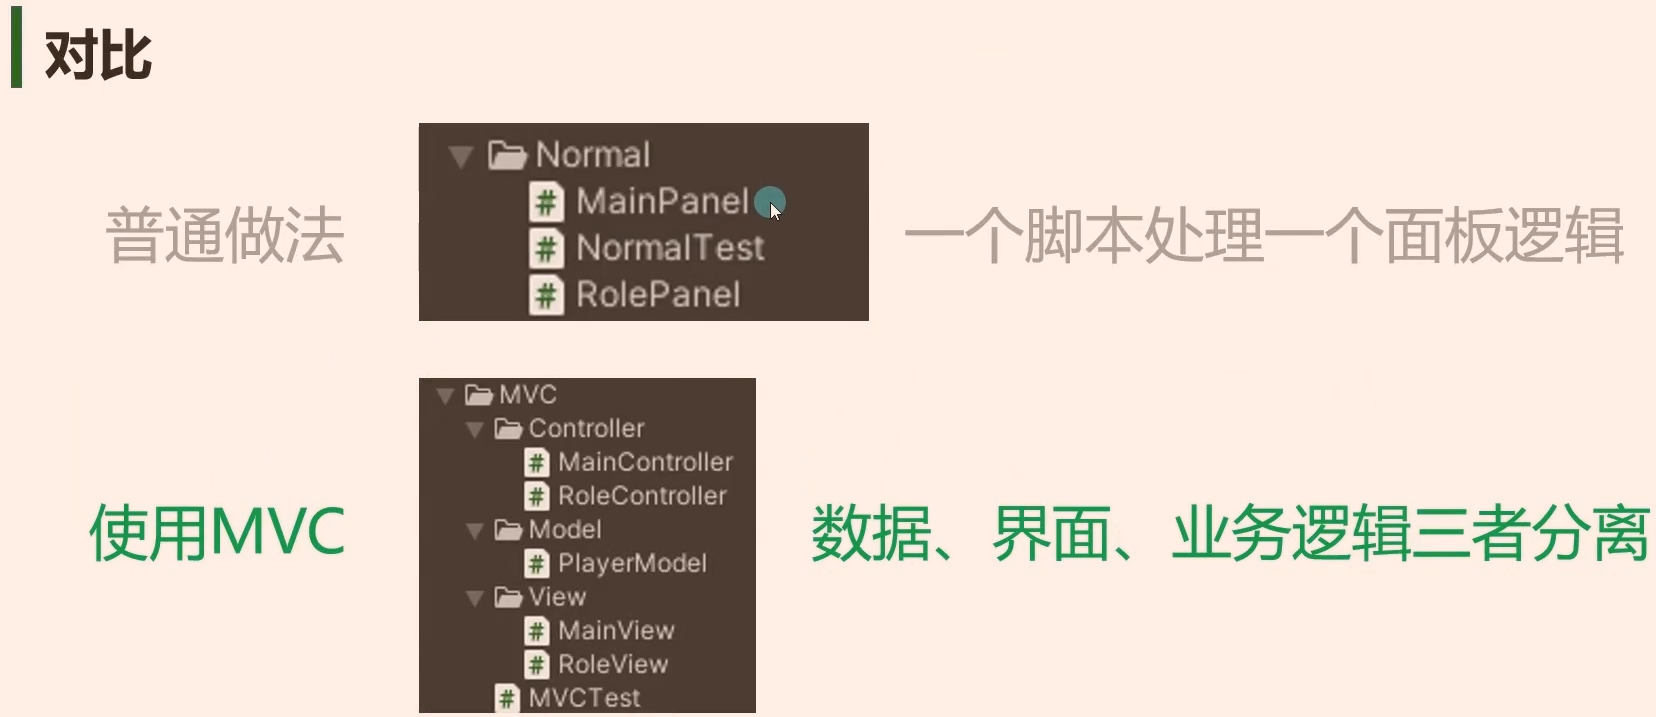 对比
普通做法
Normal
MainPanel
NormalTest
RolePanel
一个脚本处理一个面板逻辑
使用MVC
MVC
Controller
MainController
RoleController
Model
PlayerModel
View
MainView
RoleView
MVCTest
数据、界面、业务逻辑三者分离